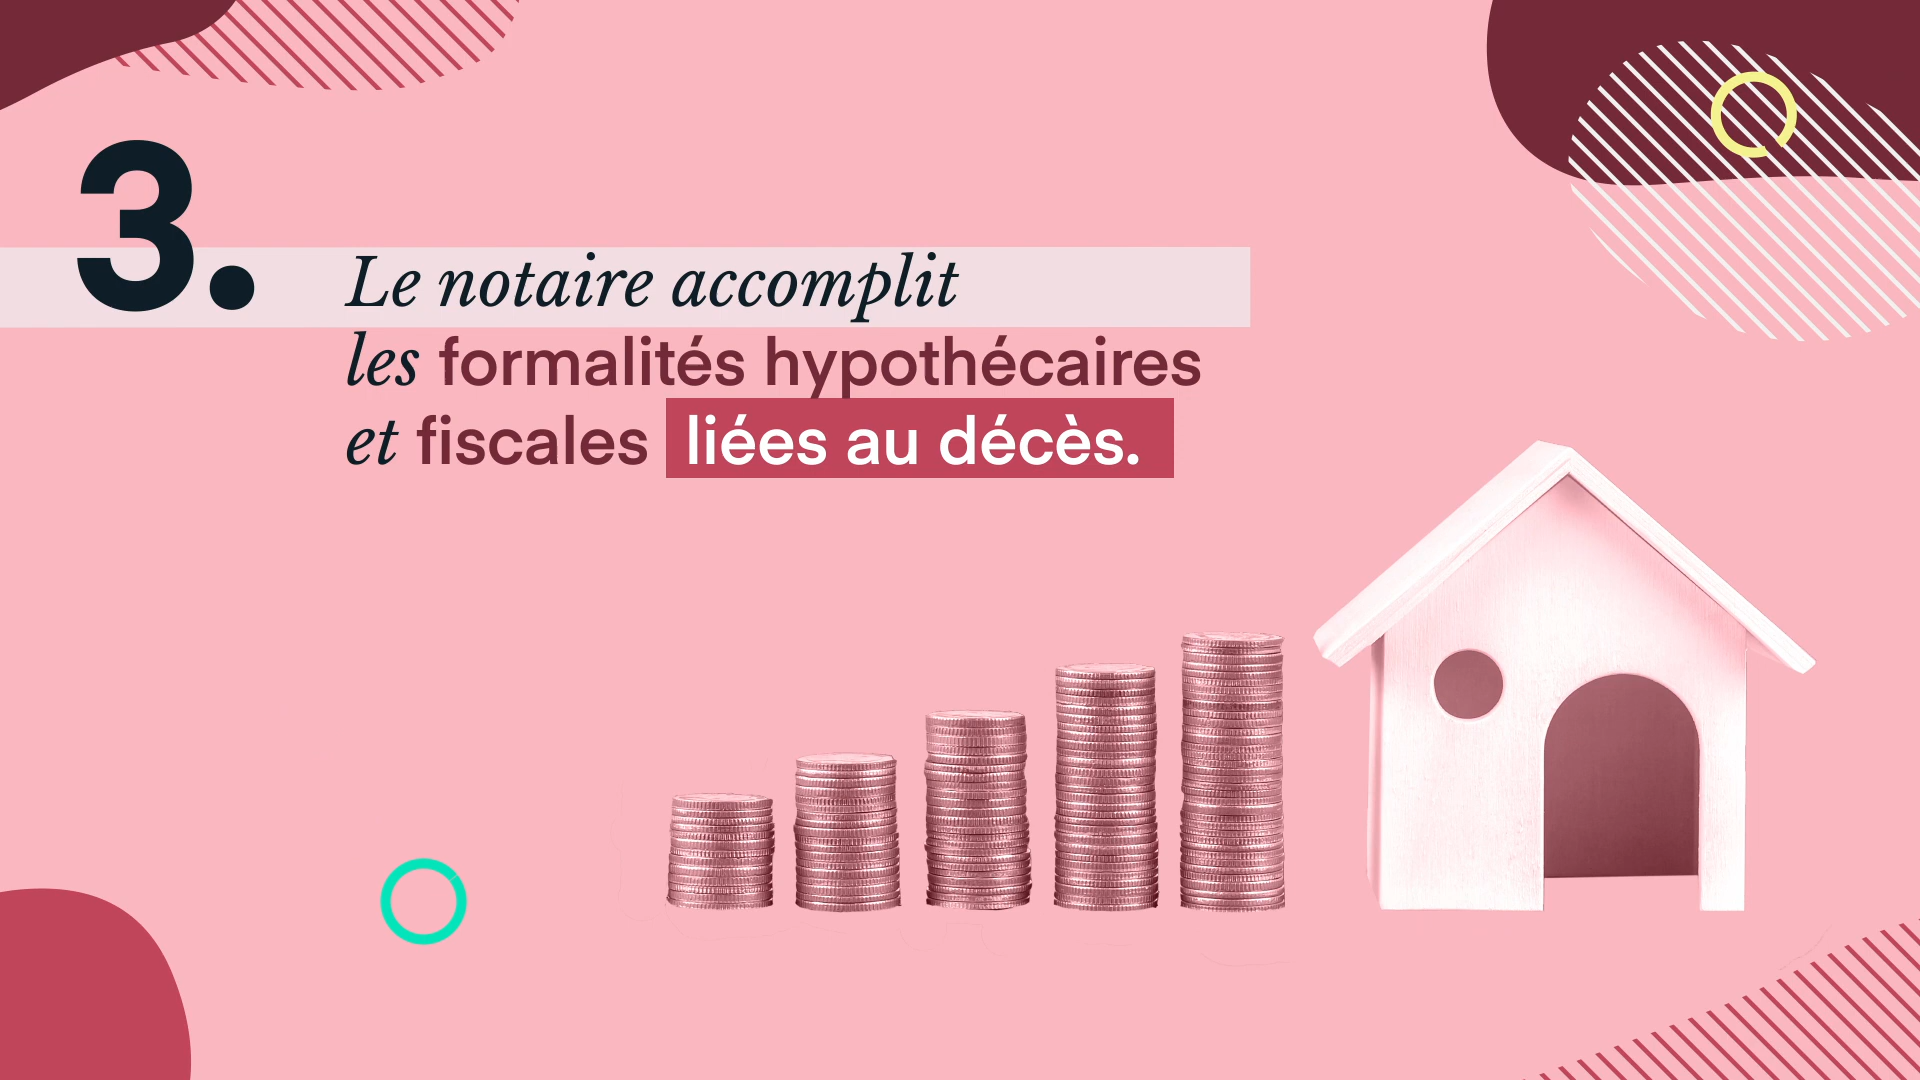 3.
Le notaire accomplit
les formalités hypothécaires
et fiscales liées au décès.